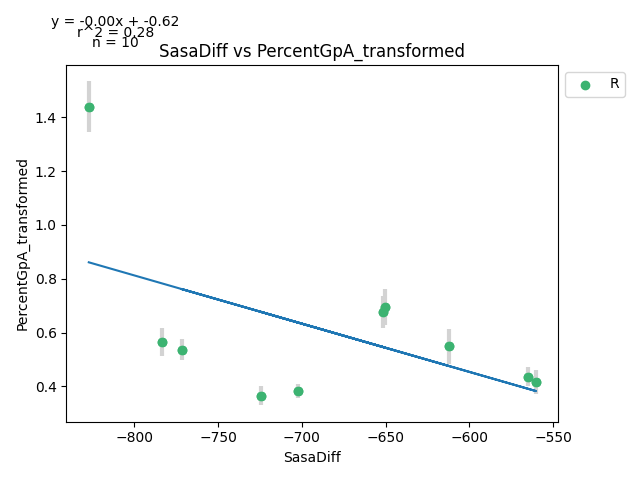 y = -0.00x + -0.62
r^2 = 0.28
n = 10
SasaDiff vs PercentGpA_transformed
R
PercentGpA_transformed
1.4
1.2
1.0
0.8
0.6
0.4
−800 −750 −700 −650 −600 −550
SasaDiff